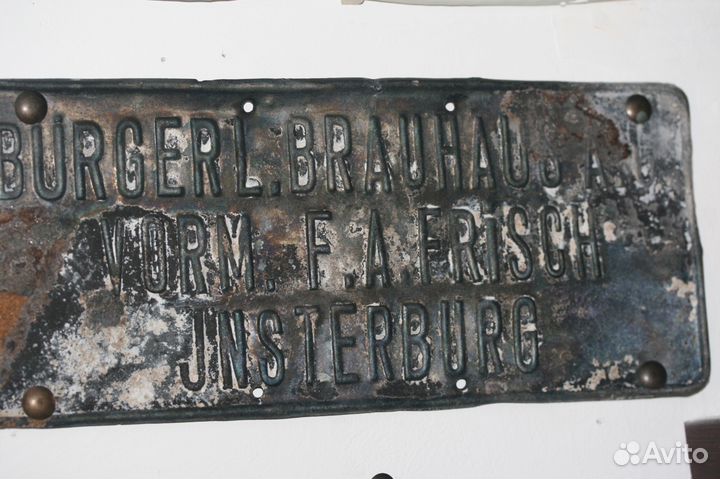 BÜRGERL. BRAUHAUS A.
VORM. F. A. FRISCH
JNSTERBURG
Avito